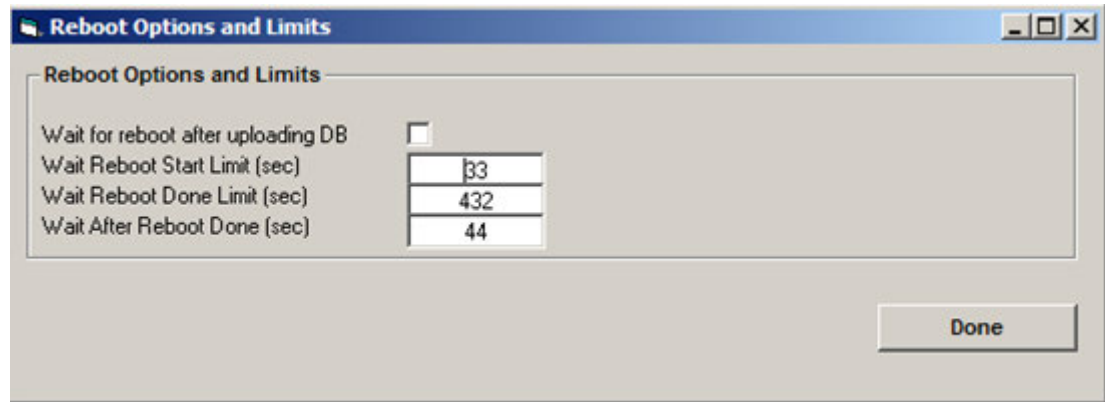 Reboot Options and Limits
Reboot Options and Limits
Wait for reboot after uploading DB
Wait Reboot Start Limit (sec) 33
Wait Reboot Done Limit (sec) 432
Wait After Reboot Done (sec) 44
Done